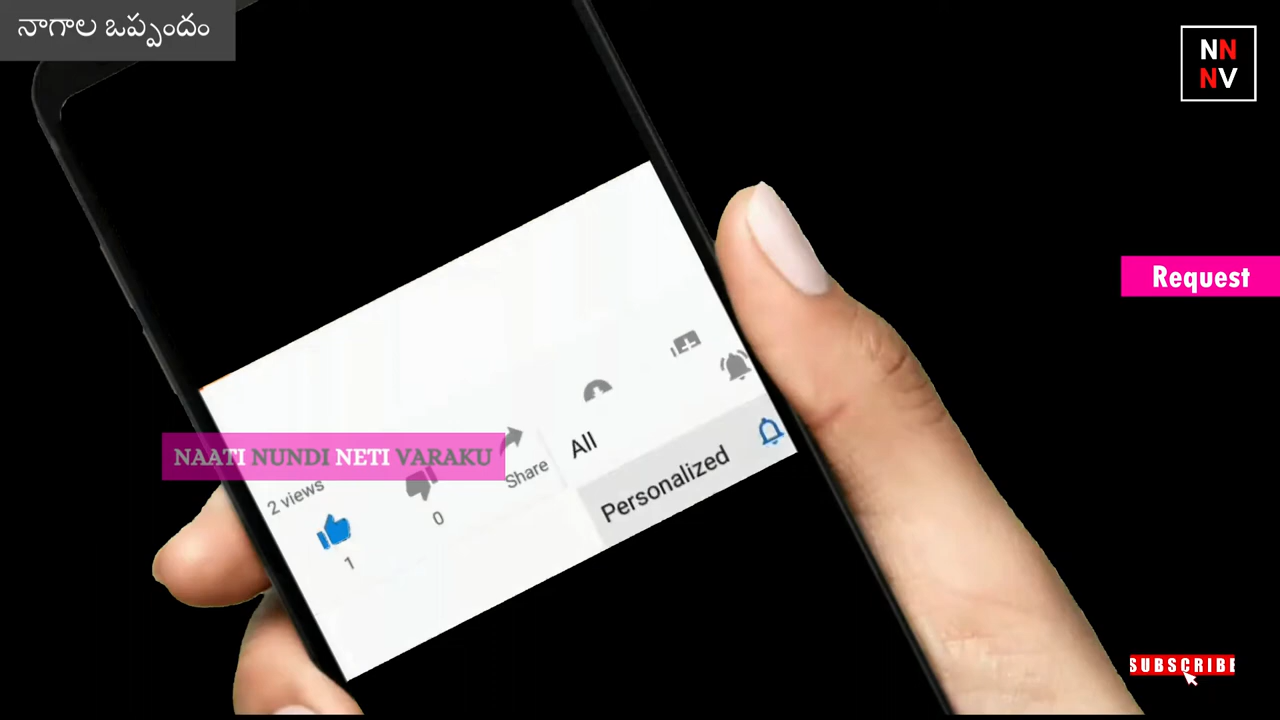 నాగాల ఒప్పందం
NN
NV
Request
NAATI NUNDI NETI VARAKU
2 views
Share
All
Personalized
1
0
SUBSCRIBE